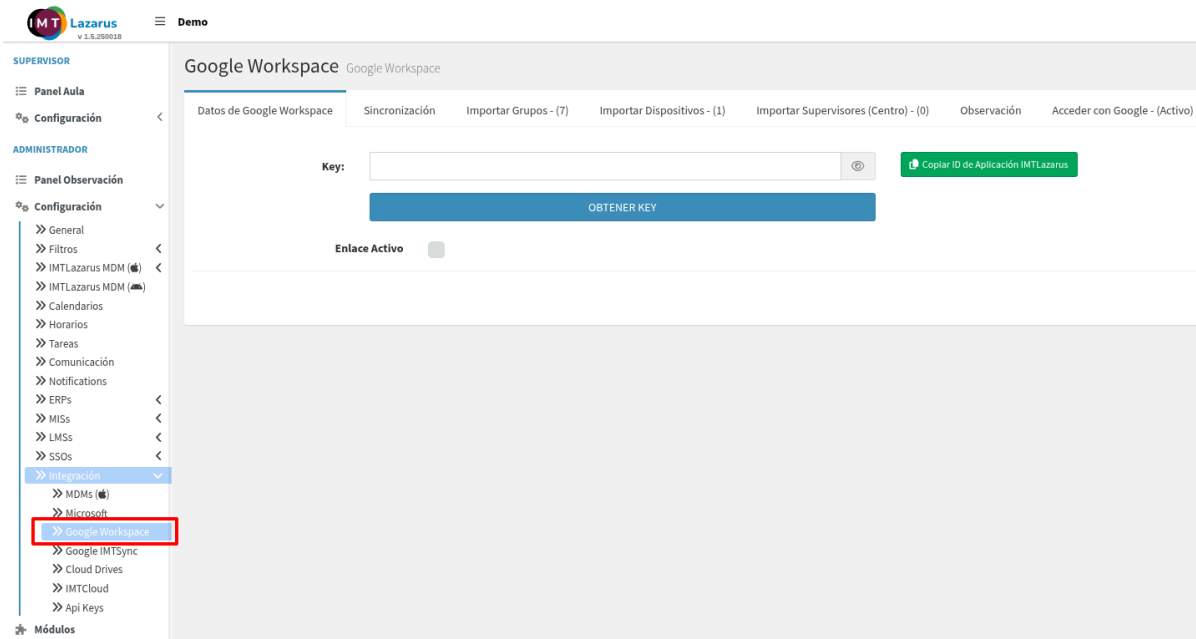 IMT Lazarus
v 1.5.250018
Demo
SUPERVISOR
Panel Aula
Configuración
ADMINISTRADOR
Panel Observación
Configuración
General
Filtros
IMTLazarus MDM ()
IMTLazarus MDM ()
Calendarios
Horarios
Tareas
Comunicación
Notifications
ERPs
MISs
LMSs
SSOs
Integración
MDMs ()
Microsoft
Google Workspace
Google IMTSync
Cloud Drives
IMTCloud
Api Keys
Módulos
Google Workspace Google Workspace
Datos de Google Workspace Sincronización Importar Grupos - (7) Importar Dispositivos - (1) Importar Supervisores (Centro) - (0) Observación Acceder con Google - (Activo)
Key:
Copiar ID de Aplicación IMTLazarus
OBTENER KEY
Enlace Activo